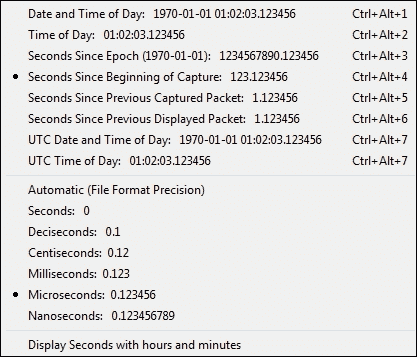 Date and Time of Day: 1970-01-01 01:02:03.123456 Ctrl+Alt+1
Time of Day: 01:02:03.123456 Ctrl+Alt+2
Seconds Since Epoch (1970-01-01): 1234567890.123456 Ctrl+Alt+3
Seconds Since Beginning of Capture: 123.123456 Ctrl+Alt+4
Seconds Since Previous Captured Packet: 1.123456 Ctrl+Alt+5
Seconds Since Previous Displayed Packet: 1.123456 Ctrl+Alt+6
UTC Date and Time of Day: 1970-01-01 01:02:03.123456 Ctrl+Alt+7
UTC Time of Day: 01:02:03.123456 Ctrl+Alt+7
Automatic (File Format Precision)
Seconds: 0
Deciseconds: 0.1
Centiseconds: 0.12
Milliseconds: 0.123
Microseconds: 0.123456
Nanoseconds: 0.123456789
Display Seconds with hours and minutes